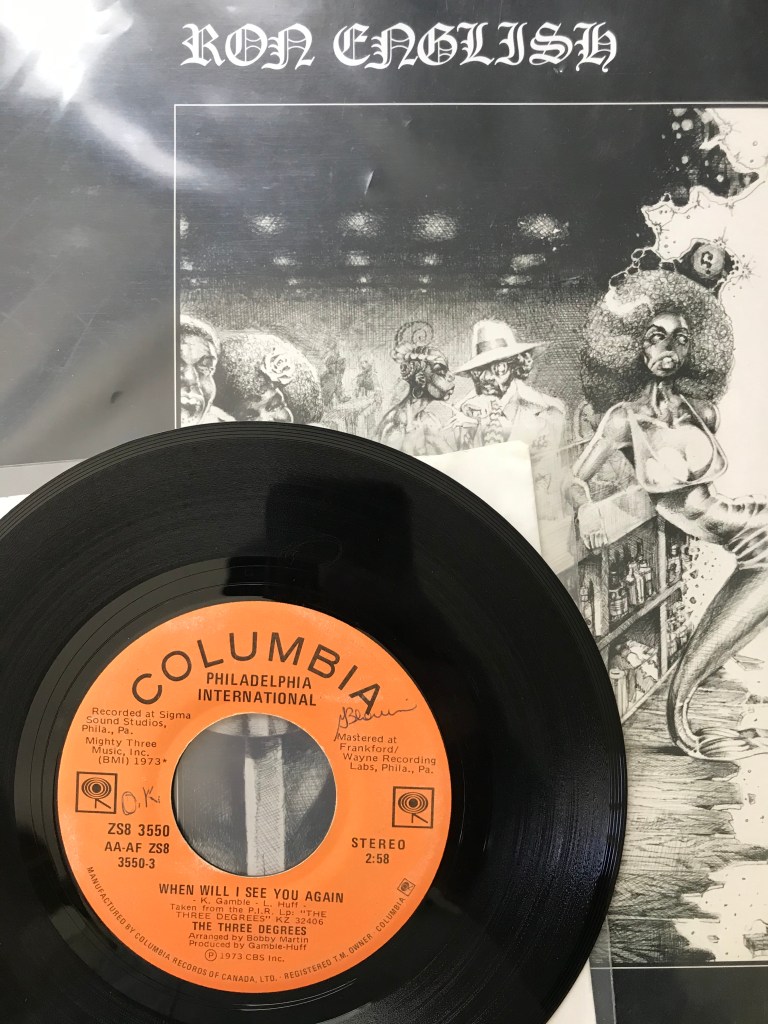 RON ENGLISH
COLUMBIA
PHILADELPHIA
INTERNATIONAL
Recorded at Sigma
Sound Studios,
Phila., Pa.
Mighty Three
Music, Inc.
(BMI) 1973*
Mastered at
Frankford/
Wayne Recording
Labs, Phila., Pa.
O.K
ZS8 3550
AA-AF ZS8
3550-3
STEREO
2:58
WHEN WILL I SEE YOU AGAIN
- K. Gamble - L. Huff -
Taken from the P.I.R. Lp: "THE
THREE DEGREES" KZ 32406
THE THREE DEGREES
Arranged by Bobby Martin
Produced by Gamble-Huff
Ⓟ 1973 CBS Inc.
MANUFACTURED BY COLUMBIA RECORDS OF CANADA, LTD. · REGISTERED T.M. OWNER, COLUMBIA